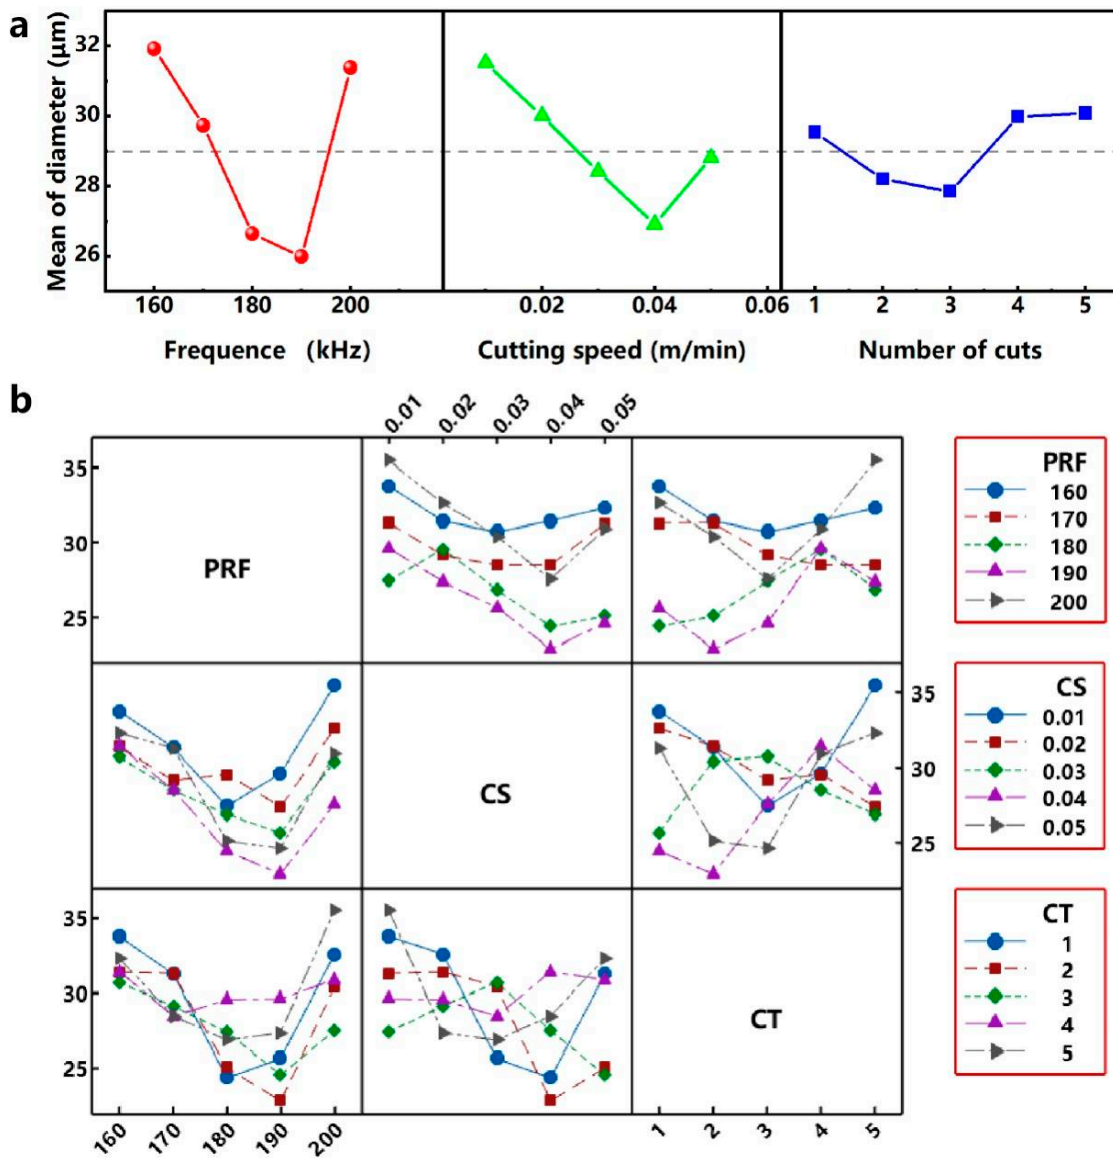 a
Mean of diameter (μm)
32
30
28
26
160 180 200 0.02 0.04 0.06 1 2 3 4 5
Frequence (kHz) Cutting speed (m/min) Number of cuts
b
0.01 0.02 0.03 0.04 0.05
35
30
25
PRF
PRF
160
170
180
190
200
CS
35
30
25
CS
0.01
0.02
0.03
0.04
0.05
35
30
25
CT
CT
1
2
3
4
5
160 170 180 190 200 1 2 3 4 5